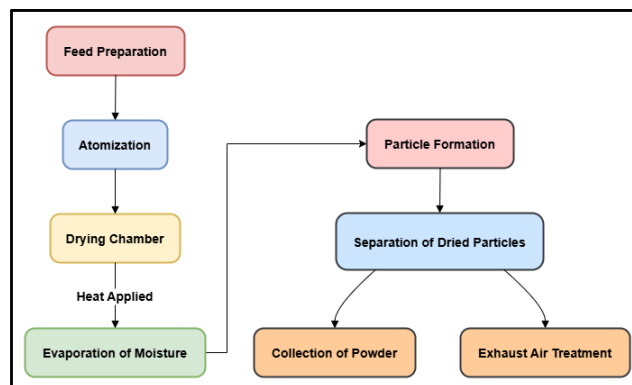 Feed Preparation
Atomization
Drying Chamber
Heat Applied
Evaporation of Moisture
Particle Formation
Separation of Dried Particles
Collection of Powder
Exhaust Air Treatment